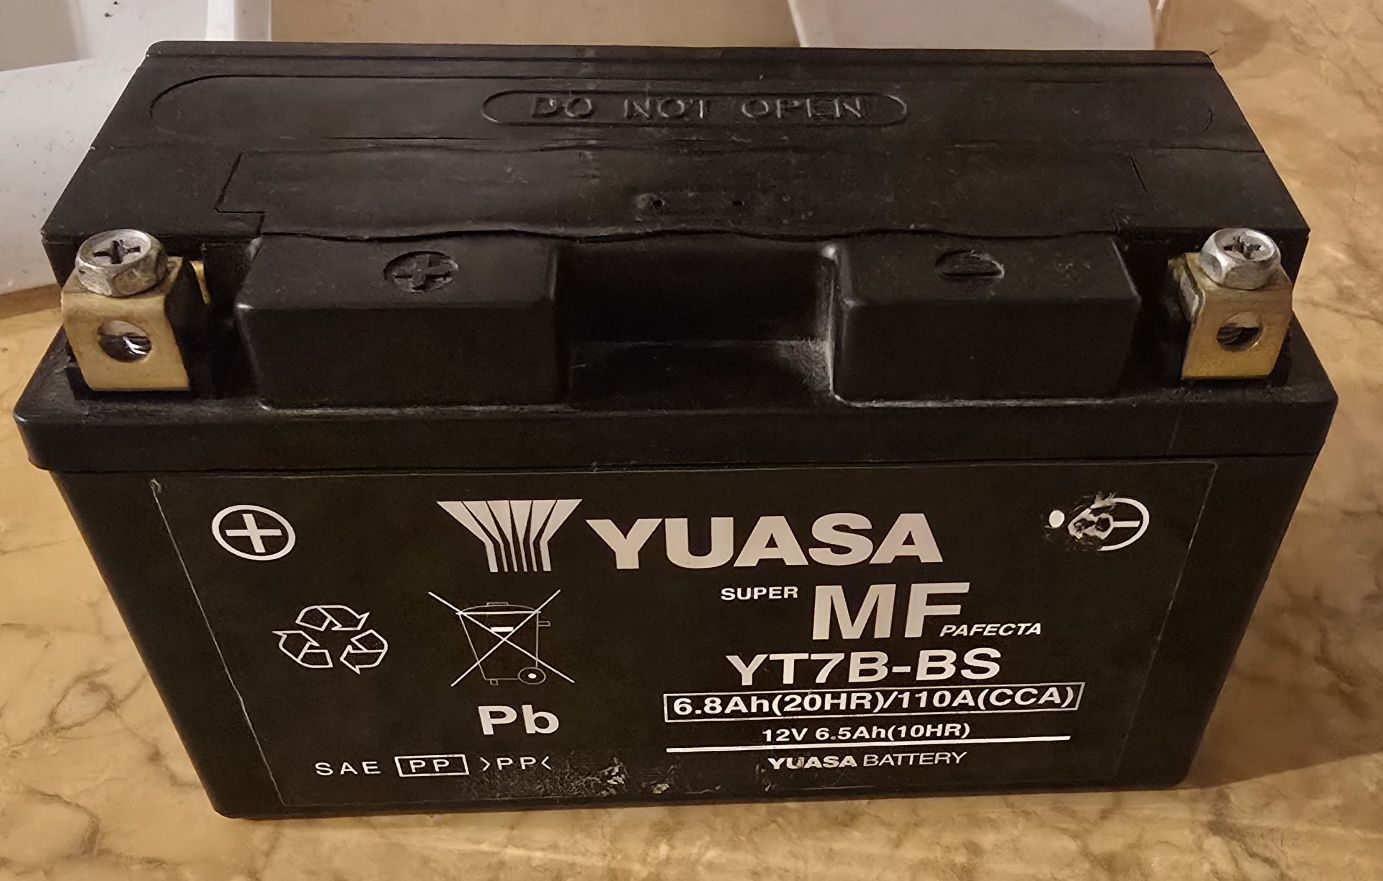 DO NOT OPEN
YUASA
SUPER MF PAFECTA
YT7B-BS
6.8Ah(20HR)/110A(CCA)
12V 6.5Ah(10HR)
YUASA BATTERY
Pb
SAE PP >PP<